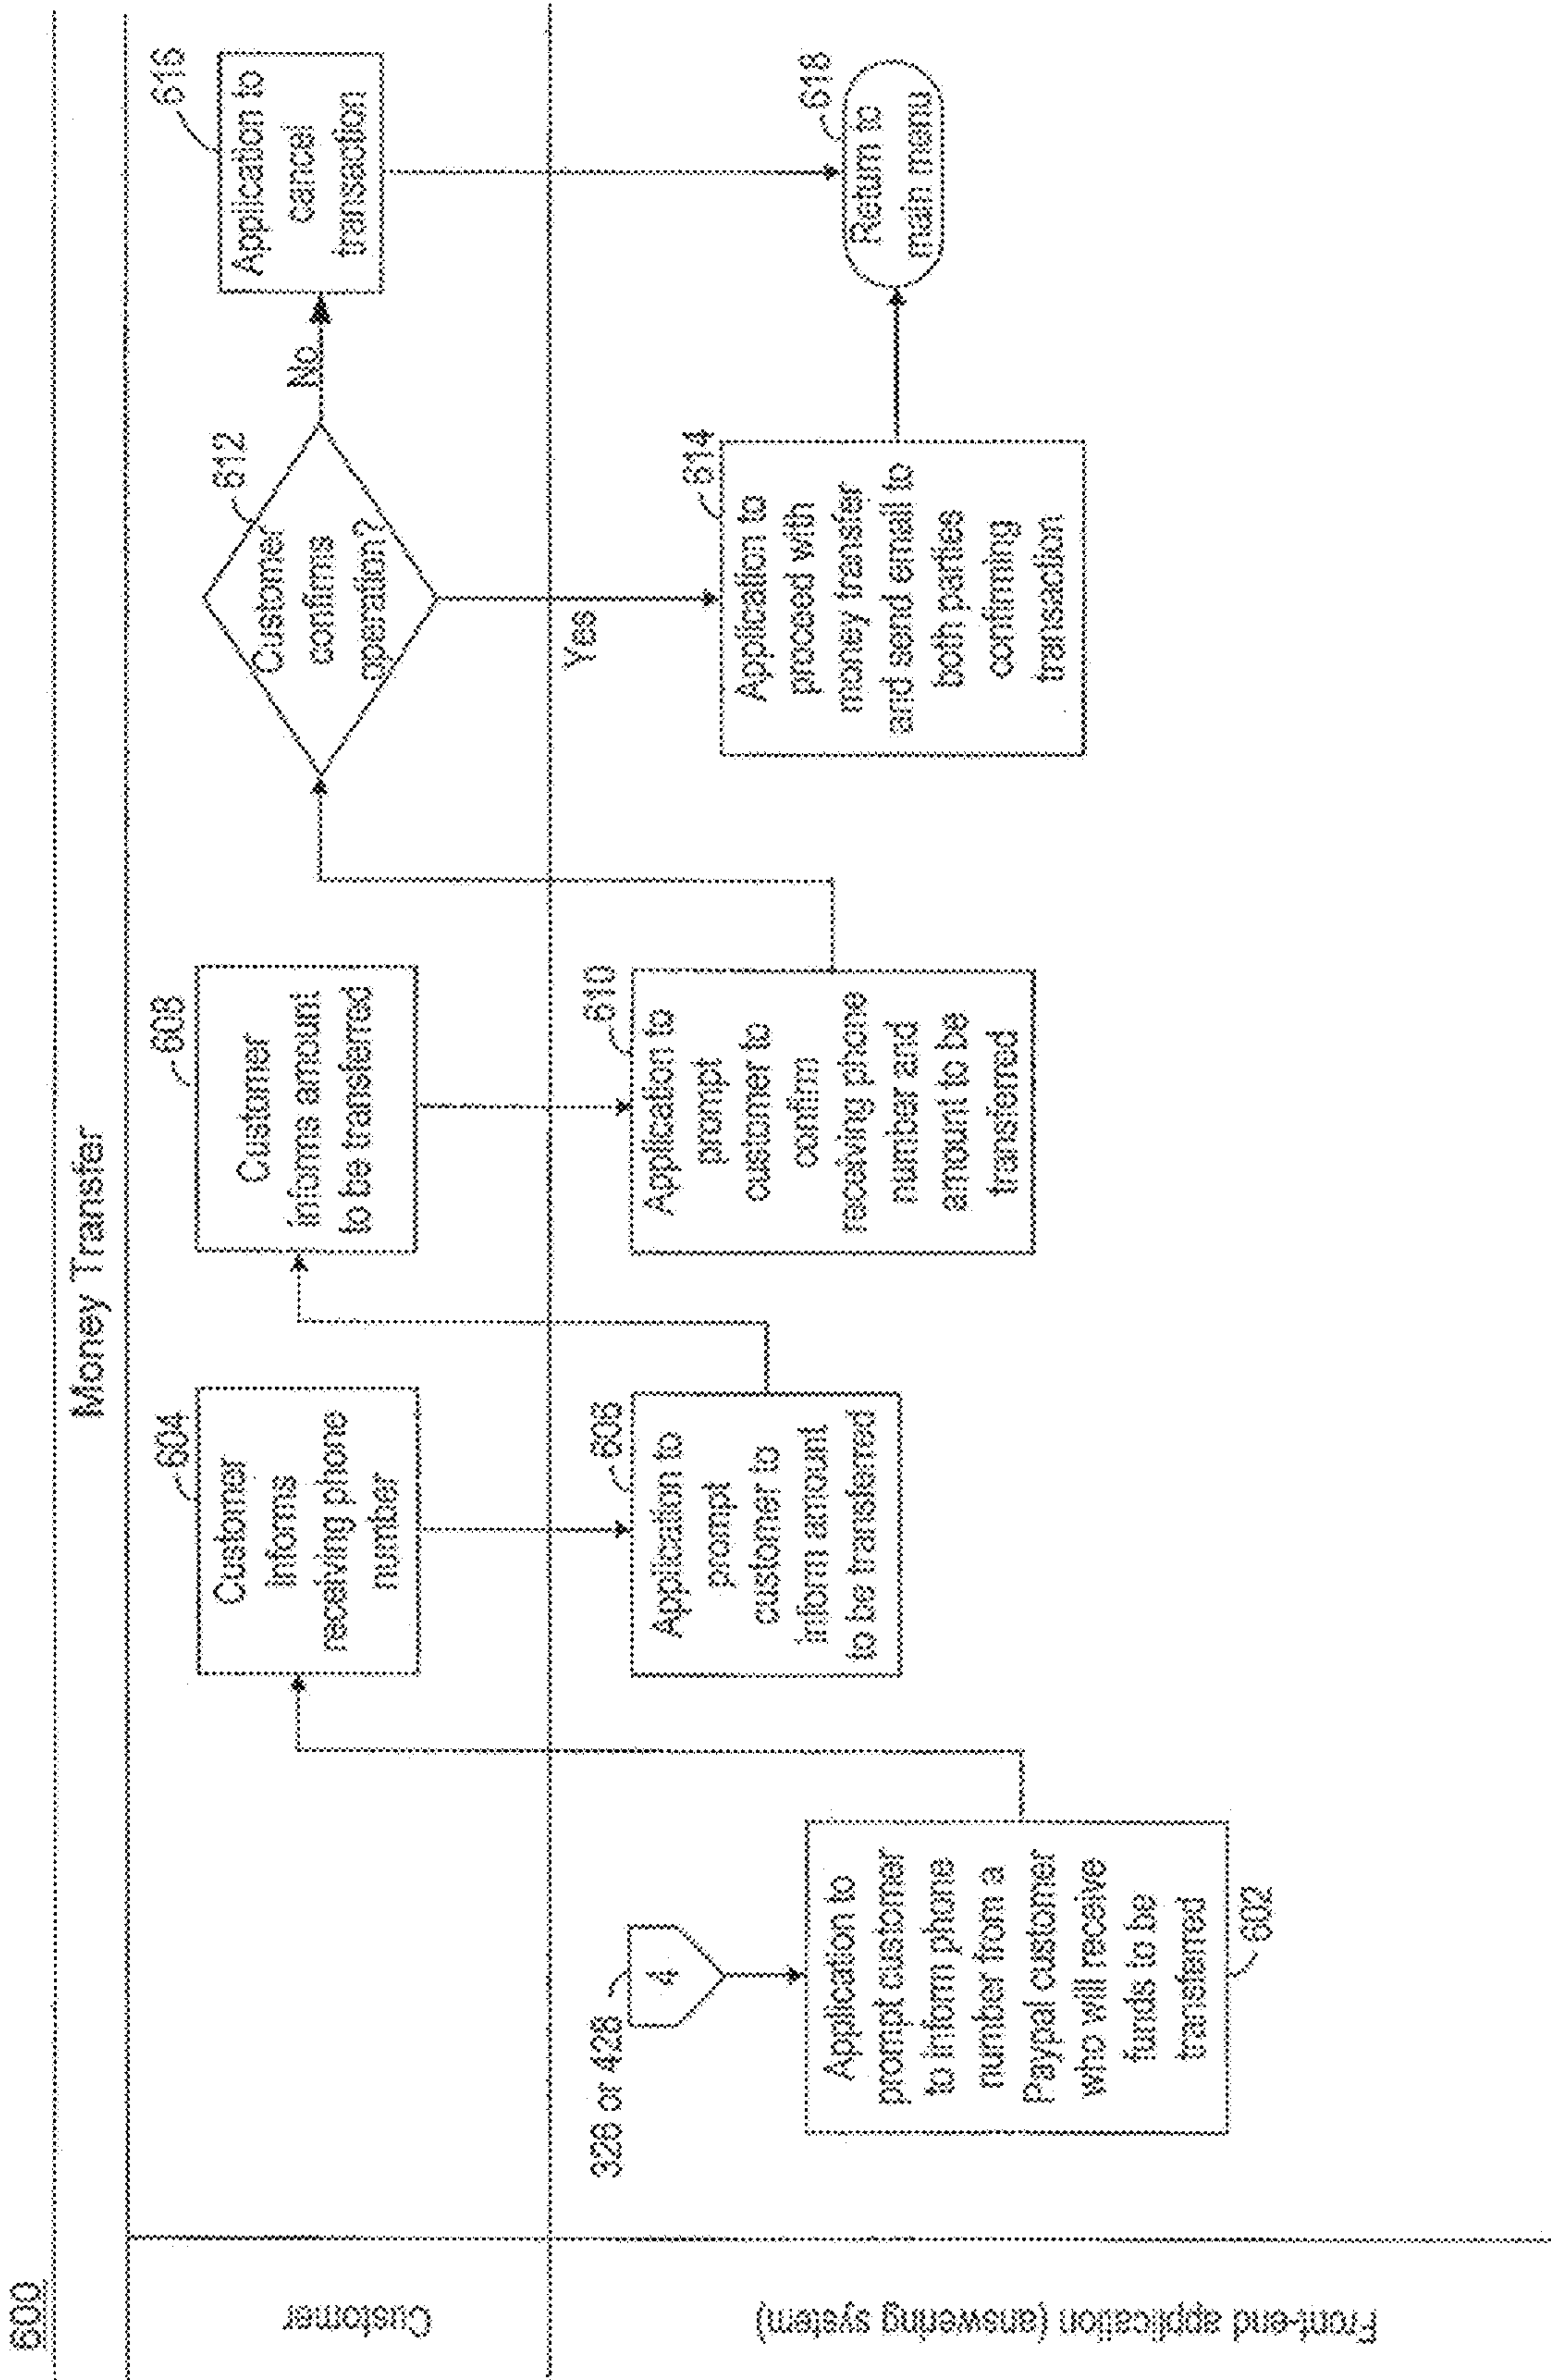 600
Money Transfer
Customer
Front-end application (answering system)
328 or 428
4
Application to
prompt customer
to inform phone
number from a
Paypal customer
who will receive
funds to be
transferred
602
604
Customer
informs
receiving phone
number
606
Application to
prompt
customer to
inform amount
to be transferred
608
Customer
informs amount
to be transferred
610
Application to
prompt
customer to
confirm
receiving phone
number and
amount to be
transferred
612
Customer
confirms
operation?
No
Yes
614
Application to
proceed with
money transfer
and send email to
both parties
confirming
transaction
616
Application to
cancel
transaction
618
Return to
main menu